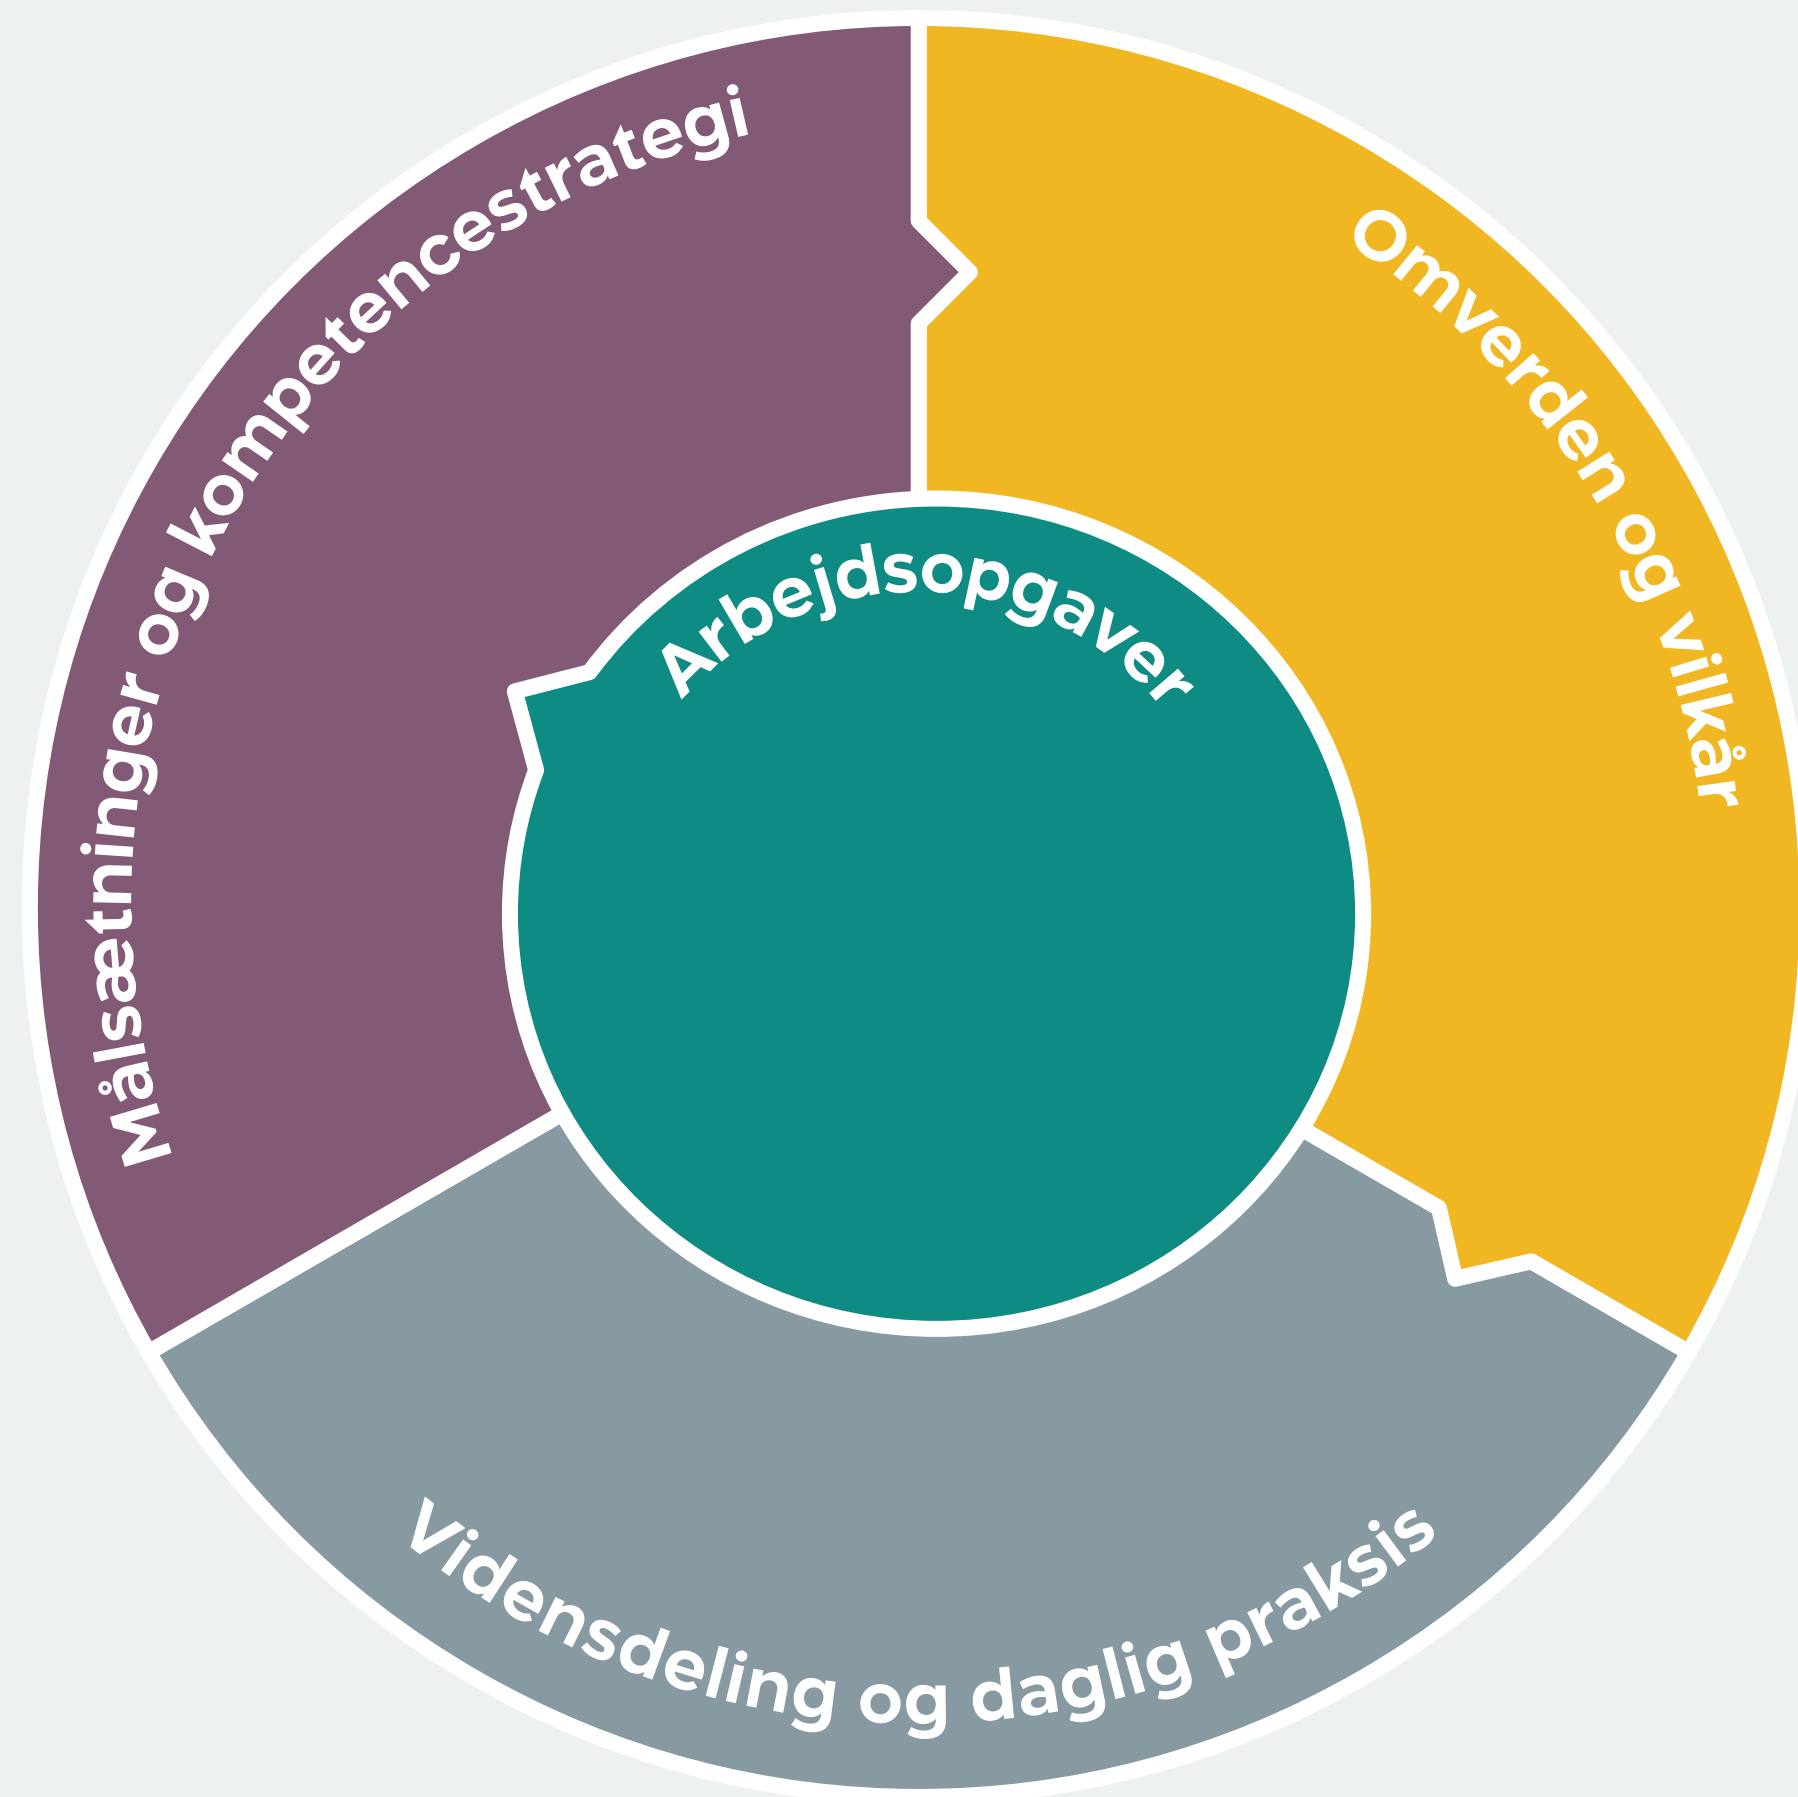 Målsætninger og kompetencestrategi
Omverden og vilkår
Arbejdsopgaver
Vidensdeling og daglig praksis